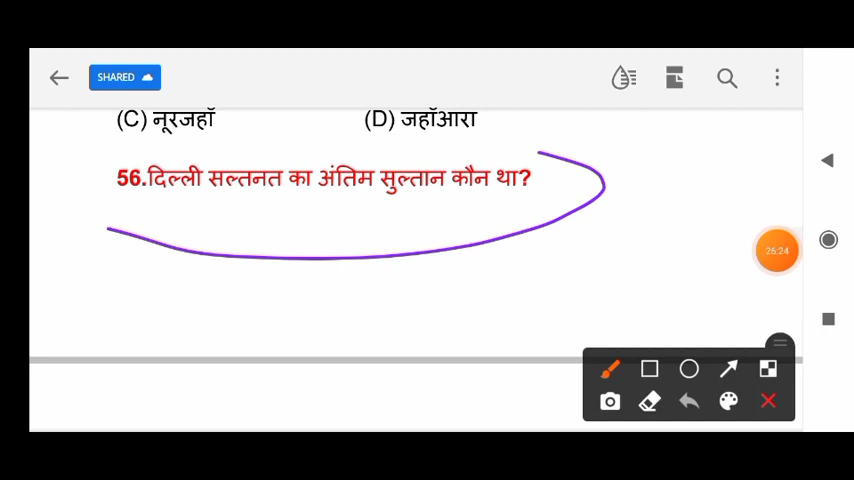 SHARED
(C) नूरजहाॅ (D) जहाॅआरा
56.दिल्ली सल्तनत का अंतिम सुल्तान कौन था?
26:24